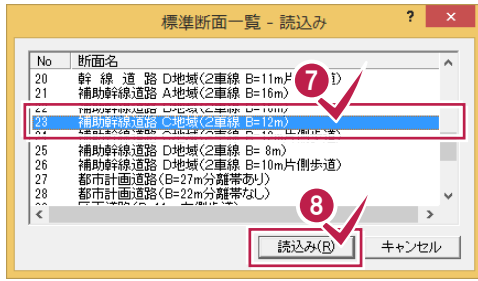 標準断面一覧 - 読込み ? ×
No 断面名
20 幹 線 道 路 D地域(2車線 B=11m
21 補助幹線道路 A地域(2車線 B=16m)
7
23 補助幹線道路 C地域(2車線 B=12m)
25 補助幹線道路 D地域(2車線 B= 8m)
26 補助幹線道路 D地域(2車線 B=10m片側歩道)
27 都市計画道路(B=27m分離帯あり)
28 都市計画道路(B=22m分離帯なし)
8
読込み(R) キャンセル